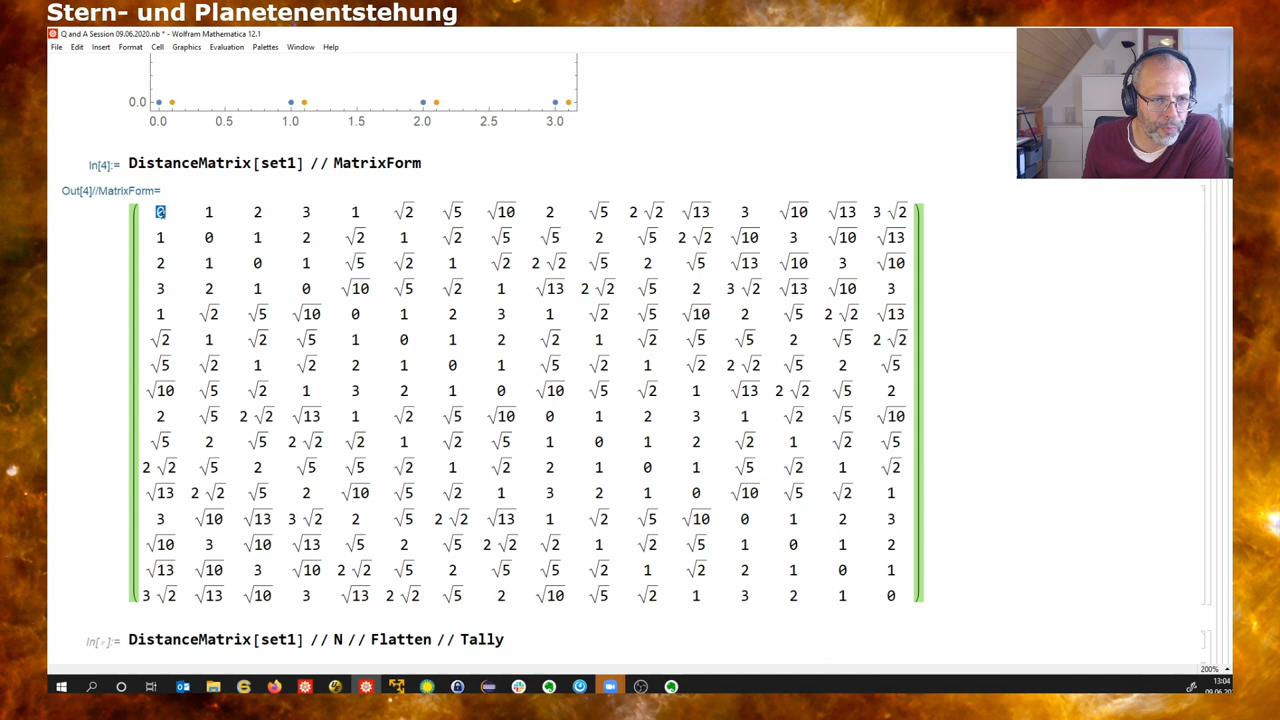 Stern- und Planetenentstehung
Q and A Session 09.06.2020.nb * - Wolfram Mathematica 12.1
File Edit Insert Format Cell Graphics Evaluation Palettes Window Help
0.0
0.0 0.5 1.0 1.5 2.0 2.5 3.0
In[4]:= DistanceMatrix[set1] // MatrixForm
Out[4]//MatrixForm=
0 1 2 3 1 √2 √5 √10 2 √5 2 √2 √13 3 √10 √13 3 √2
1 0 1 2 √2 1 √2 √5 √5 2 √5 2 √2 √10 3 √10 √13
2 1 0 1 √5 √2 1 √2 2 √2 √5 2 √5 √13 √10 3 √10
3 2 1 0 √10 √5 √2 1 √13 2 √2 √5 2 3 √2 √13 √10 3
1 √2 √5 √10 0 1 2 3 1 √2 √5 √10 2 √5 2 √2 √13
√2 1 √2 √5 1 0 1 2 √2 1 √2 √5 √5 2 √5 2 √2
√5 √2 1 √2 2 1 0 1 √5 √2 1 √2 2 √2 √5 2 √5
√10 √5 √2 1 3 2 1 0 √10 √5 √2 1 √13 2 √2 √5 2
2 √5 2 √2 √13 1 √2 √5 √10 0 1 2 3 1 √2 √5 √10
√5 2 √5 2 √2 √2 1 √2 √5 1 0 1 2 √2 1 √2 √5
2 √2 √5 2 √5 √5 √2 1 √2 2 1 0 1 √5 √2 1 √2
√13 2 √2 √5 2 √10 √5 √2 1 3 2 1 0 √10 √5 √2 1
3 √10 √13 3 √2 2 √5 2 √2 √13 1 √2 √5 √10 0 1 2 3
√10 3 √10 √13 √5 2 √5 2 √2 √2 1 √2 √5 1 0 1 2
√13 √10 3 √10 2 √2 √5 2 √5 √5 √2 1 √2 2 1 0 1
3 √2 √13 √10 3 √13 2 √2 √5 2 √10 √5 √2 1 3 2 1 0
In[ ]:= DistanceMatrix[set1] // N // Flatten // Tally
200%
13:04